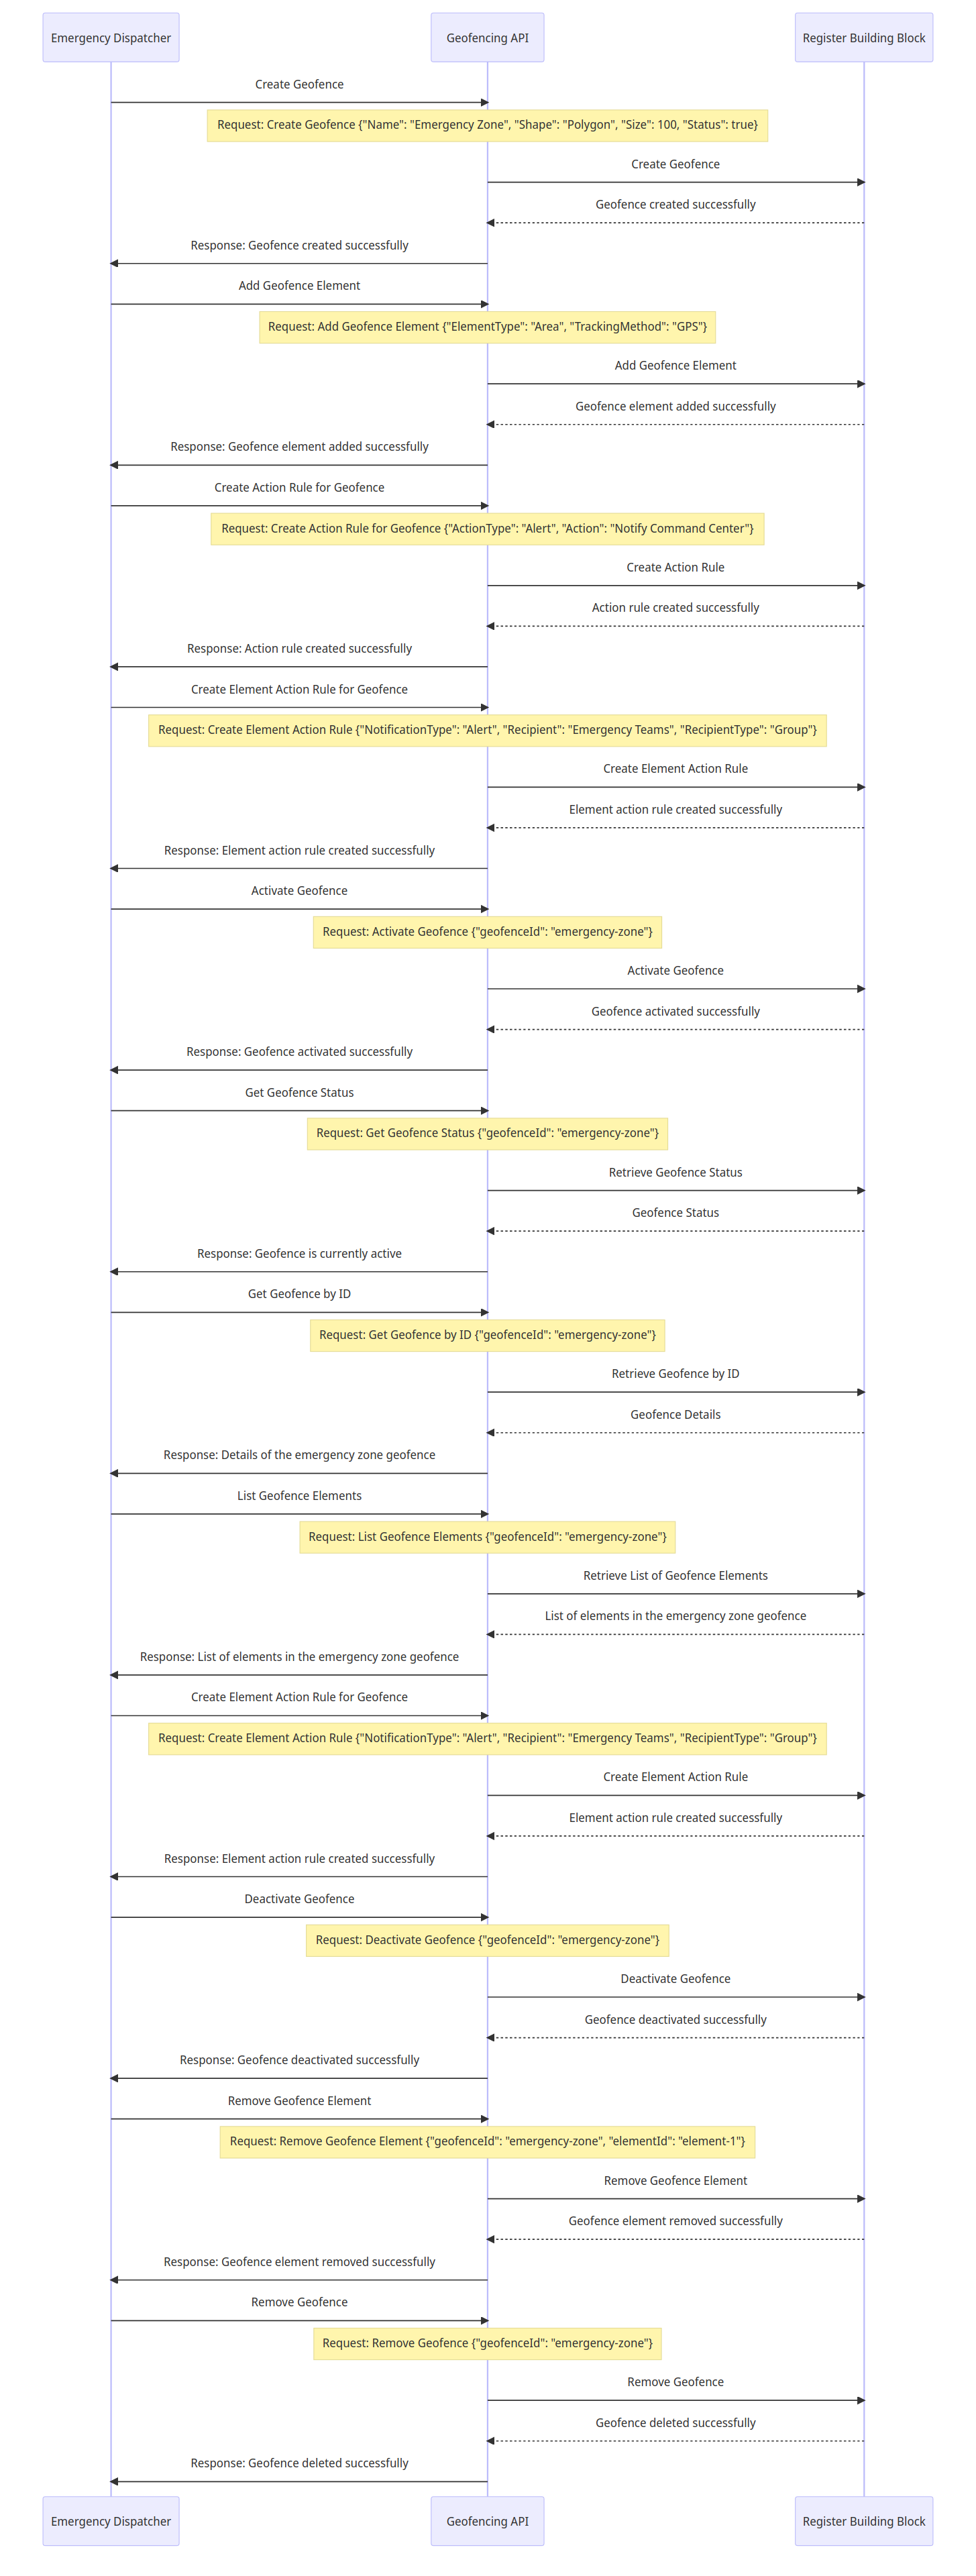 Emergency Dispatcher
Geofencing API
Register Building Block
Create Geofence
Request: Create Geofence {"Name": "Emergency Zone", "Shape": "Polygon", "Size": 100, "Status": true}
Create Geofence
Geofence created successfully
Response: Geofence created successfully
Add Geofence Element
Request: Add Geofence Element {"ElementType": "Area", "TrackingMethod": "GPS"}
Add Geofence Element
Geofence element added successfully
Response: Geofence element added successfully
Create Action Rule for Geofence
Request: Create Action Rule for Geofence {"ActionType": "Alert", "Action": "Notify Command Center"}
Create Action Rule
Action rule created successfully
Response: Action rule created successfully
Create Element Action Rule for Geofence
Request: Create Element Action Rule {"NotificationType": "Alert", "Recipient": "Emergency Teams", "RecipientType": "Group"}
Create Element Action Rule
Element action rule created successfully
Response: Element action rule created successfully
Activate Geofence
Request: Activate Geofence {"geofenceId": "emergency-zone"}
Activate Geofence
Geofence activated successfully
Response: Geofence activated successfully
Get Geofence Status
Request: Get Geofence Status {"geofenceId": "emergency-zone"}
Retrieve Geofence Status
Geofence Status
Response: Geofence is currently active
Get Geofence by ID
Request: Get Geofence by ID {"geofenceId": "emergency-zone"}
Retrieve Geofence by ID
Geofence Details
Response: Details of the emergency zone geofence
List Geofence Elements
Request: List Geofence Elements {"geofenceId": "emergency-zone"}
Retrieve List of Geofence Elements
List of elements in the emergency zone geofence
Response: List of elements in the emergency zone geofence
Create Element Action Rule for Geofence
Request: Create Element Action Rule {"NotificationType": "Alert", "Recipient": "Emergency Teams", "RecipientType": "Group"}
Create Element Action Rule
Element action rule created successfully
Response: Element action rule created successfully
Deactivate Geofence
Request: Deactivate Geofence {"geofenceId": "emergency-zone"}
Deactivate Geofence
Geofence deactivated successfully
Response: Geofence deactivated successfully
Remove Geofence Element
Request: Remove Geofence Element {"geofenceId": "emergency-zone", "elementId": "element-1"}
Remove Geofence Element
Geofence element removed successfully
Response: Geofence element removed successfully
Remove Geofence
Request: Remove Geofence {"geofenceId": "emergency-zone"}
Remove Geofence
Geofence deleted successfully
Response: Geofence deleted successfully
Emergency Dispatcher
Geofencing API
Register Building Block